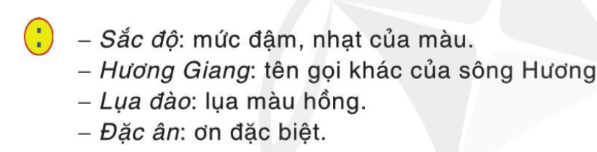 – Sắc độ: mức đậm, nhạt của màu.
– Hương Giang: tên gọi khác của sông Hương
– Lụa đào: lụa màu hồng.
– Đặc ân: ơn đặc biệt.